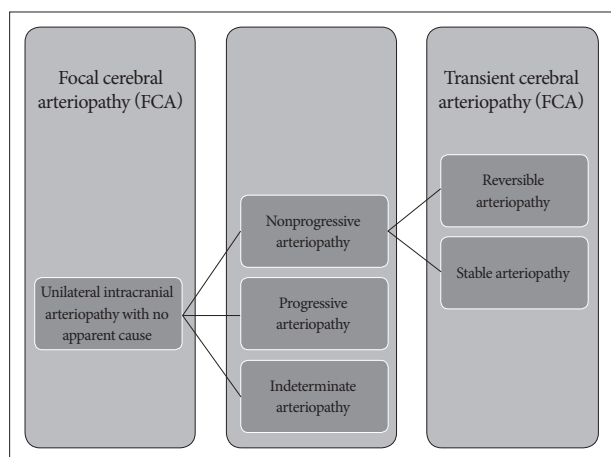 Focal cerebral
arteriopathy (FCA)
Unilateral intracranial
arteriopathy with no
apparent cause
Nonprogressive
arteriopathy
Progressive
arteriopathy
Indeterminate
arteriopathy
Transient cerebral
arteriopathy (FCA)
Reversible
arteriopathy
Stable arteriopathy